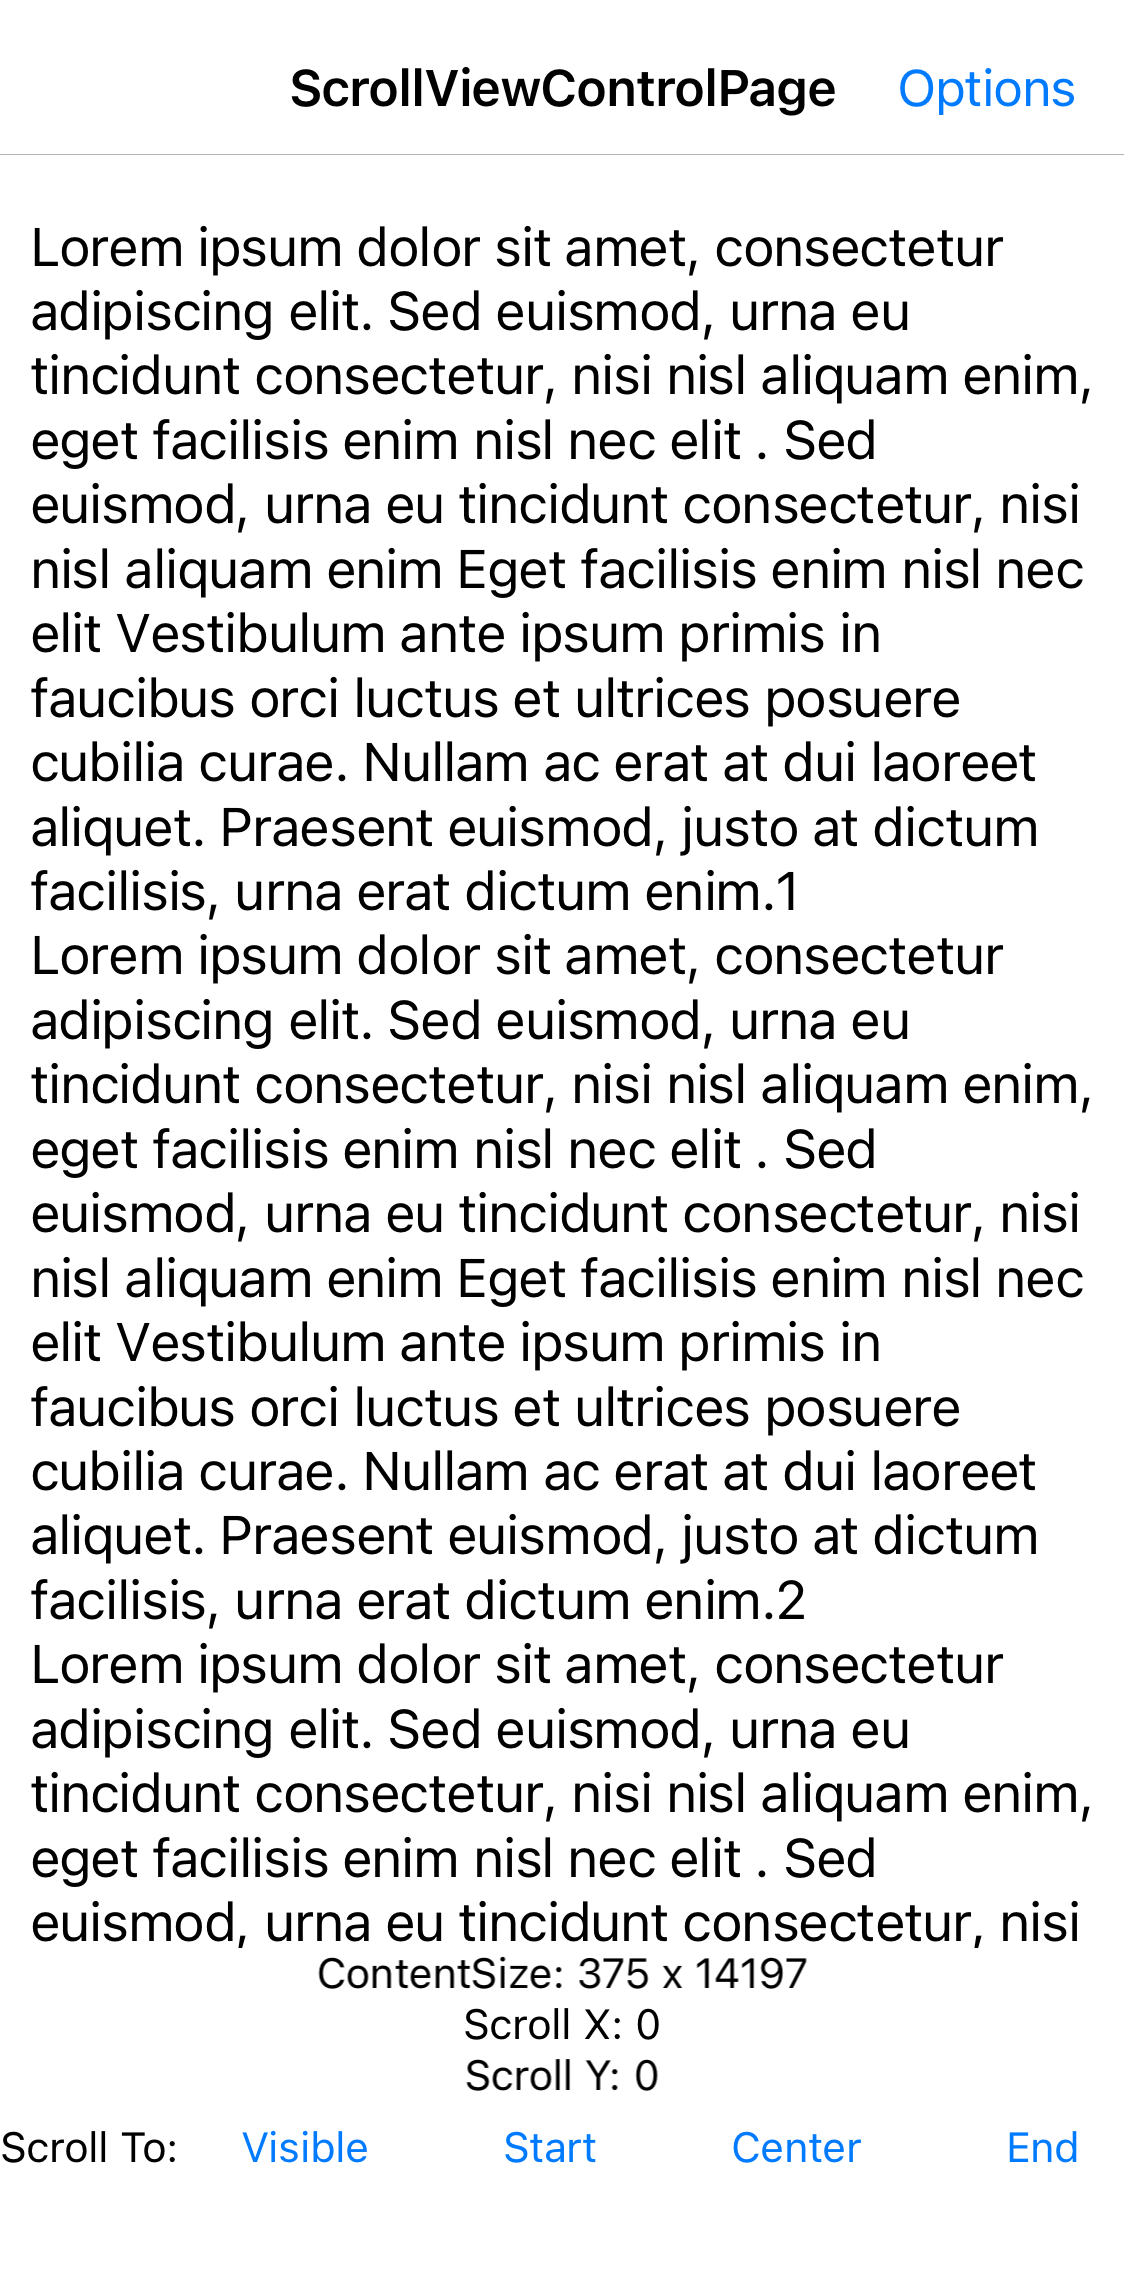 ScrollViewControlPage Options
Lorem ipsum dolor sit amet, consectetur
adipiscing elit. Sed euismod, urna eu
tincidunt consectetur, nisi nisl aliquam enim,
eget facilisis enim nisl nec elit . Sed
euismod, urna eu tincidunt consectetur, nisi
nisl aliquam enim Eget facilisis enim nisl nec
elit Vestibulum ante ipsum primis in
faucibus orci luctus et ultrices posuere
cubilia curae. Nullam ac erat at dui laoreet
aliquet. Praesent euismod, justo at dictum
facilisis, urna erat dictum enim.1
Lorem ipsum dolor sit amet, consectetur
adipiscing elit. Sed euismod, urna eu
tincidunt consectetur, nisi nisl aliquam enim,
eget facilisis enim nisl nec elit . Sed
euismod, urna eu tincidunt consectetur, nisi
nisl aliquam enim Eget facilisis enim nisl nec
elit Vestibulum ante ipsum primis in
faucibus orci luctus et ultrices posuere
cubilia curae. Nullam ac erat at dui laoreet
aliquet. Praesent euismod, justo at dictum
facilisis, urna erat dictum enim.2
Lorem ipsum dolor sit amet, consectetur
adipiscing elit. Sed euismod, urna eu
tincidunt consectetur, nisi nisl aliquam enim,
eget facilisis enim nisl nec elit . Sed
euismod, urna eu tincidunt consectetur, nisi
ContentSize: 375 x 14197
Scroll X: 0
Scroll Y: 0
Scroll To: Visible Start Center End